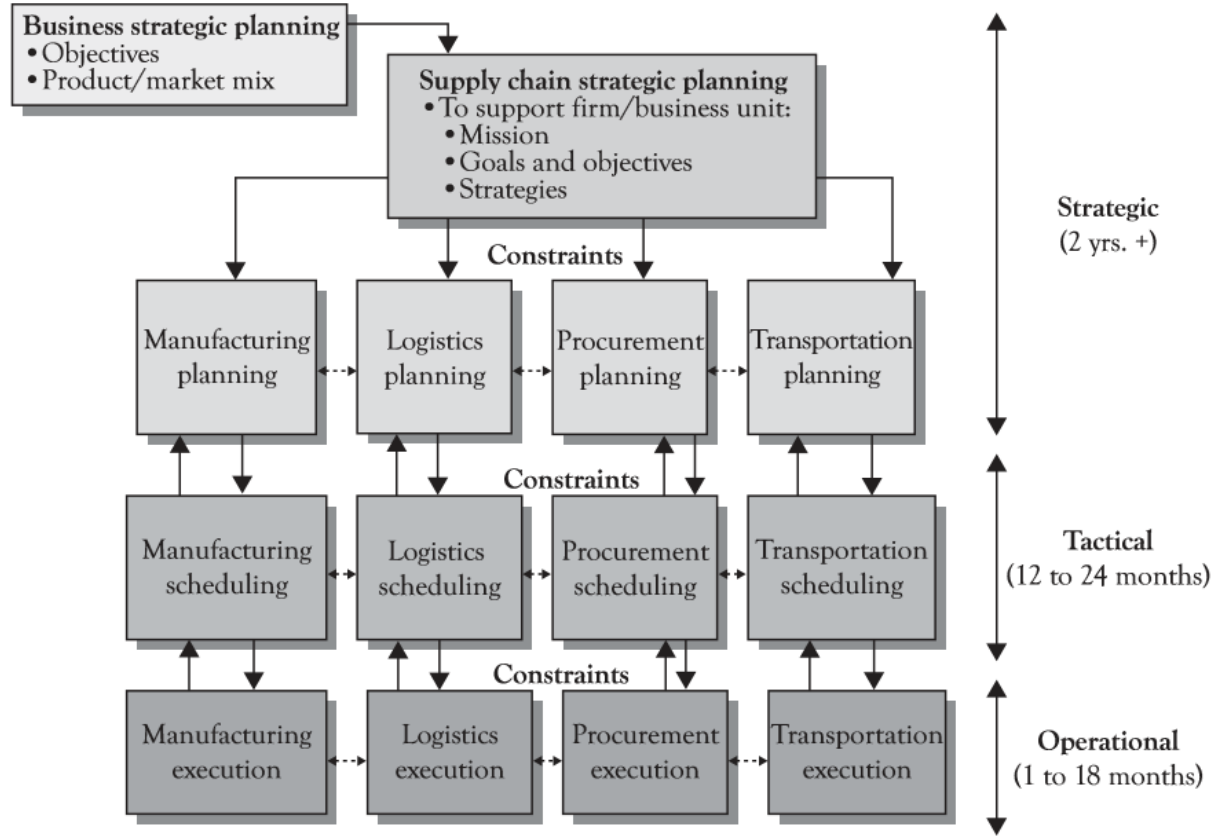 Business strategic planning
• Objectives
• Product/market mix
Supply chain strategic planning
• To support firm/business unit:
• Mission
• Goals and objectives
• Strategies
Strategic
(2 yrs. +)
Constraints
Manufacturing
planning
Logistics
planning
Procurement
planning
Transportation
planning
Constraints
Manufacturing
scheduling
Logistics
scheduling
Procurement
scheduling
Transportation
scheduling
Tactical
(12 to 24 months)
Constraints
Manufacturing
execution
Logistics
execution
Procurement
execution
Transportation
execution
Operational
(1 to 18 months)